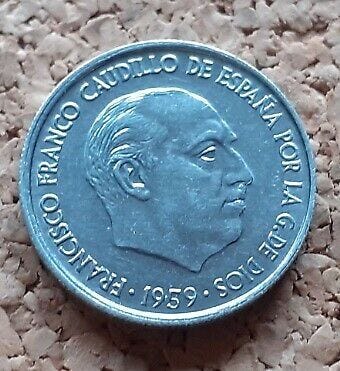 FRANCISCO FRANCO CAUDILLO DE ESPAÑA POR LA G. DE DIOS
· 1959 ·